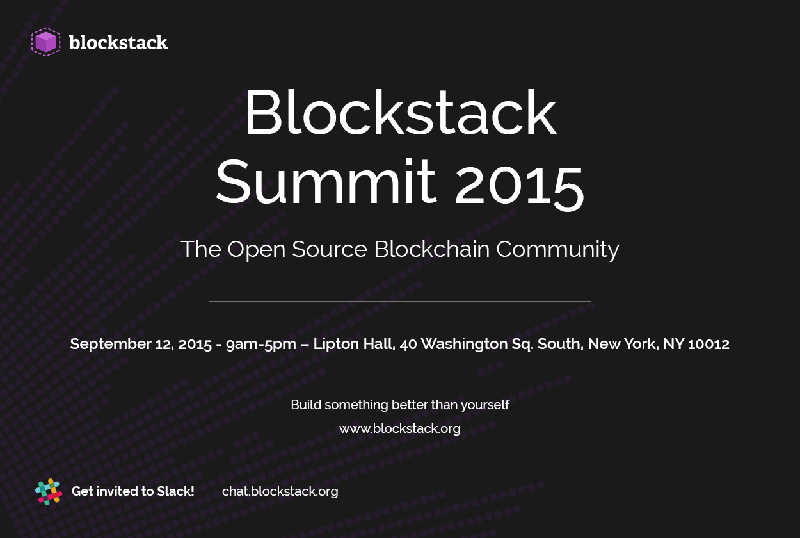 blockstack
Blockstack
Summit 2015
The Open Source Blockchain Community
September 12, 2015 - 9am-5pm – Lipton Hall, 40 Washington Sq. South, New York, NY 10012
Build something better than yourself
www.blockstack.org
Get invited to Slack! chat.blockstack.org